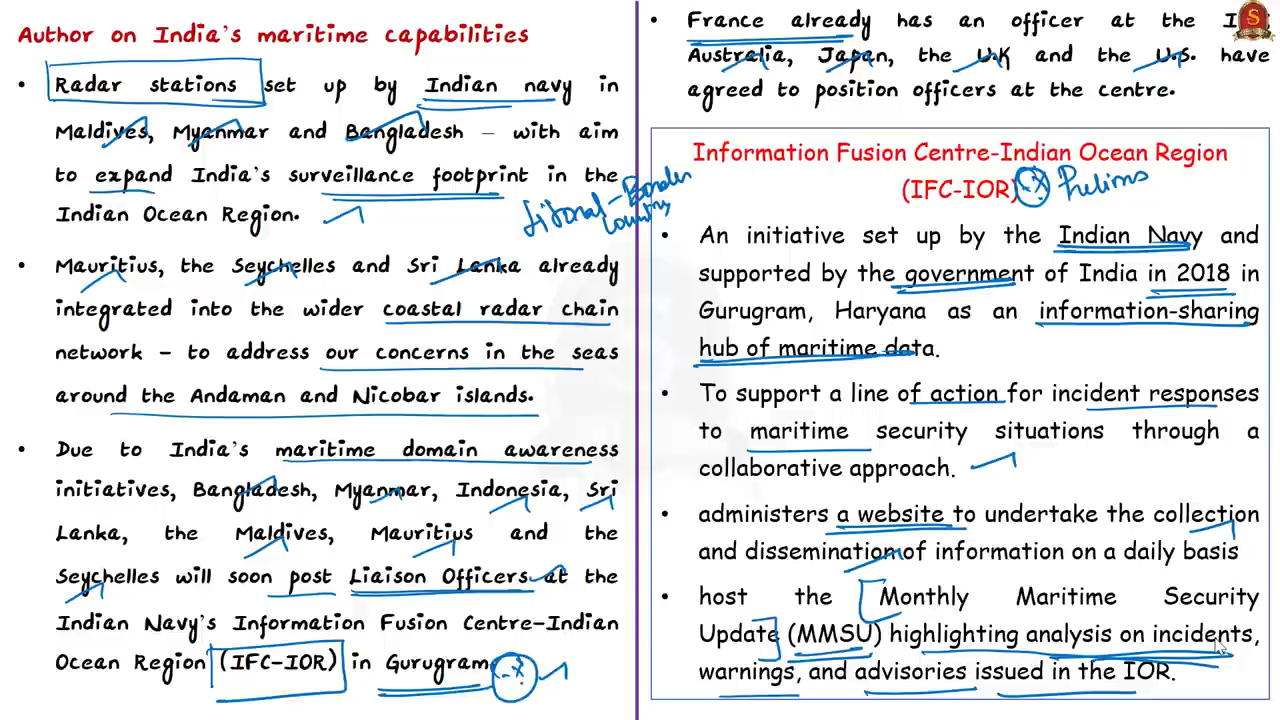 Author on India's maritime capabilities
• Radar stations set up by Indian navy in
Maldives, Myanmar and Bangladesh – with aim
to expand India's surveillance footprint in the
Indian Ocean Region.
• Mauritius, the Seychelles and Sri Lanka already
integrated into the wider coastal radar chain
network – to address our concerns in the seas
around the Andaman and Nicobar islands.
• Due to India's maritime domain awareness
initiatives, Bangladesh, Myanmar, Indonesia, Sri
Lanka, the Maldives, Mauritius and the
Seychelles will soon post Liaison Officers at the
Indian Navy's Information Fusion Centre-Indian
Ocean Region (IFC-IOR) in Gurugram
Litoral - Border
Country
• France already has an officer at the
Australia, Japan, the U.K and the U.S. have
agreed to position officers at the centre.
S
Information Fusion Centre-Indian Ocean Region
(IFC-IOR) Prelims
• An initiative set up by the Indian Navy and
supported by the government of India in 2018 in
Gurugram, Haryana as an information-sharing
hub of maritime data.
• To support a line of action for incident responses
to maritime security situations through a
collaborative approach.
• administers a website to undertake the collection
and dissemination of information on a daily basis
• host the Monthly Maritime Security
Update (MMSU) highlighting analysis on incidents,
warnings, and advisories issued in the IOR.